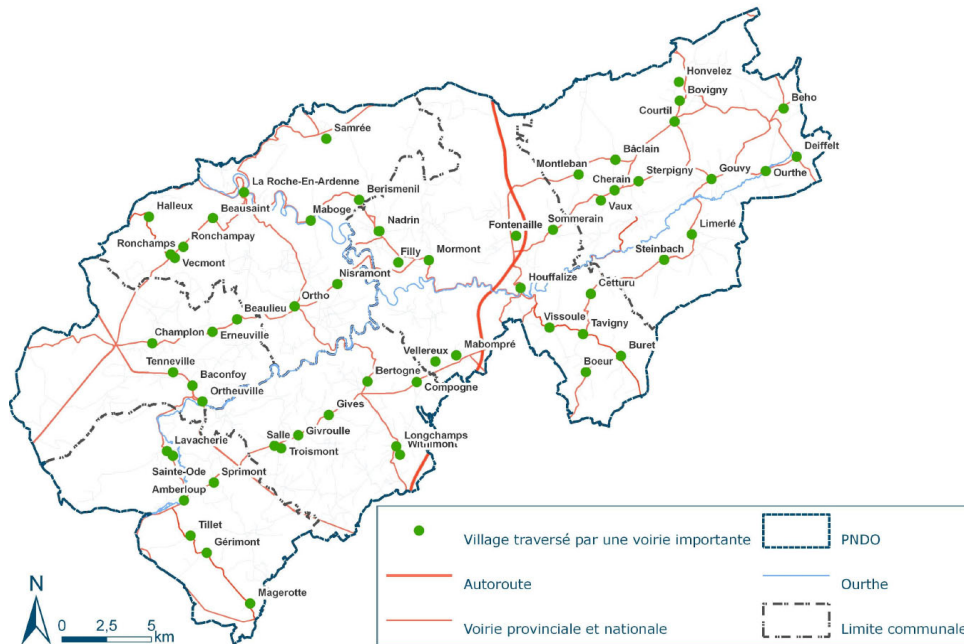 Honvelez
Bovigny
Beho
Courtil
Samrée
Deiffelt
Bâclain
Montleban
Sterpigny
Gouvy
Ourthe
Cherain
La Roche-En-Ardenne
Berismenil
Vaux
Halleux
Beausaint
Maboge
Nadrin
Sommerain
Fontenaille
Limerlé
Ronchamps
Ronchampay
Filly
Mormont
Steinbach
Vecmont
Nisramont
Houffalize
Cetturu
Ortho
Beaulieu
Vissoule
Tavigny
Champlon
Erneuville
Mabompré
Vellereux
Buret
Tenneville
Boeur
Baconfoy
Bertogne
Compogne
Ortheuville
Gives
Salle
Givroulle
Longchamps
Lavacherie
Troismont
Sainte-Ode
Sprimont
Amberloup
Tillet
Gérimont
Magerotte
Village traversé par une voirie importante
PNDO
Autoroute
Ourthe
Voirie provinciale et nationale
Limite communale
N
0 2,5 5
km